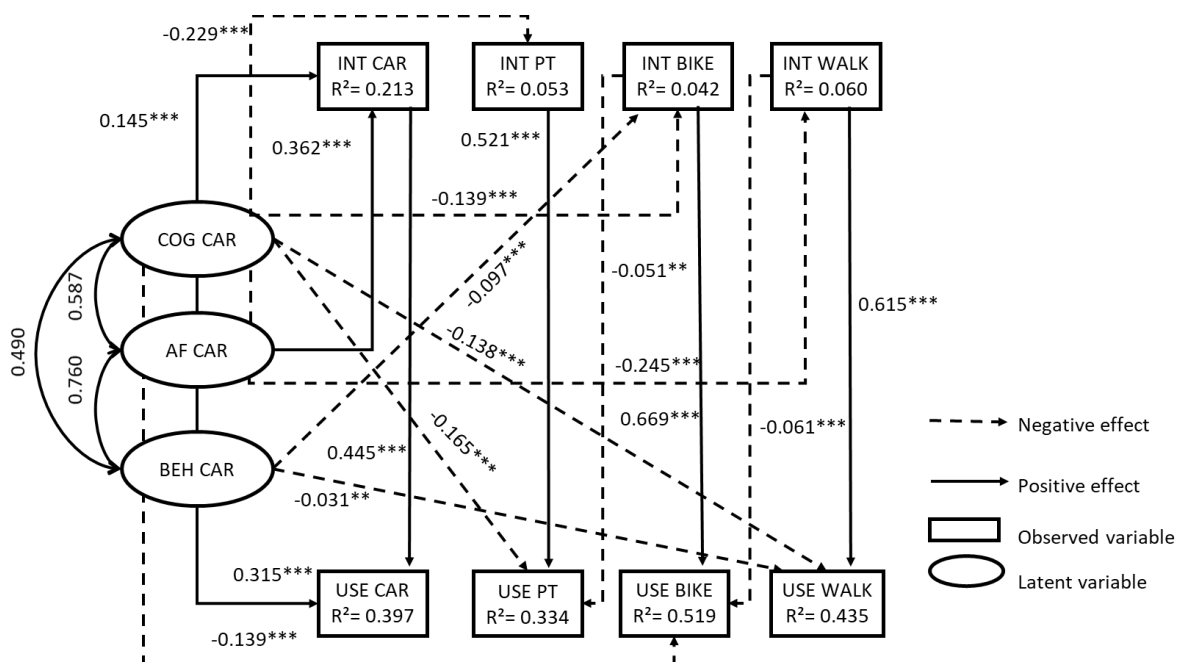 -0.229***
INT CAR
R²= 0.213
INT PT
R²= 0.053
INT BIKE
R²= 0.042
INT WALK
R²= 0.060
0.145***
0.362***
0.521***
-0.139***
COG CAR
-0.097***
-0.051**
0.615***
0.587
0.490
AF CAR
-0.138***
-0.245***
0.760
-0.165***
0.669***
-0.061***
Negative effect
BEH CAR
0.445***
-0.031**
Positive effect
Observed variable
0.315***
USE CAR
R²= 0.397
USE PT
R²= 0.334
USE BIKE
R²= 0.519
USE WALK
R²= 0.435
Latent variable
-0.139***